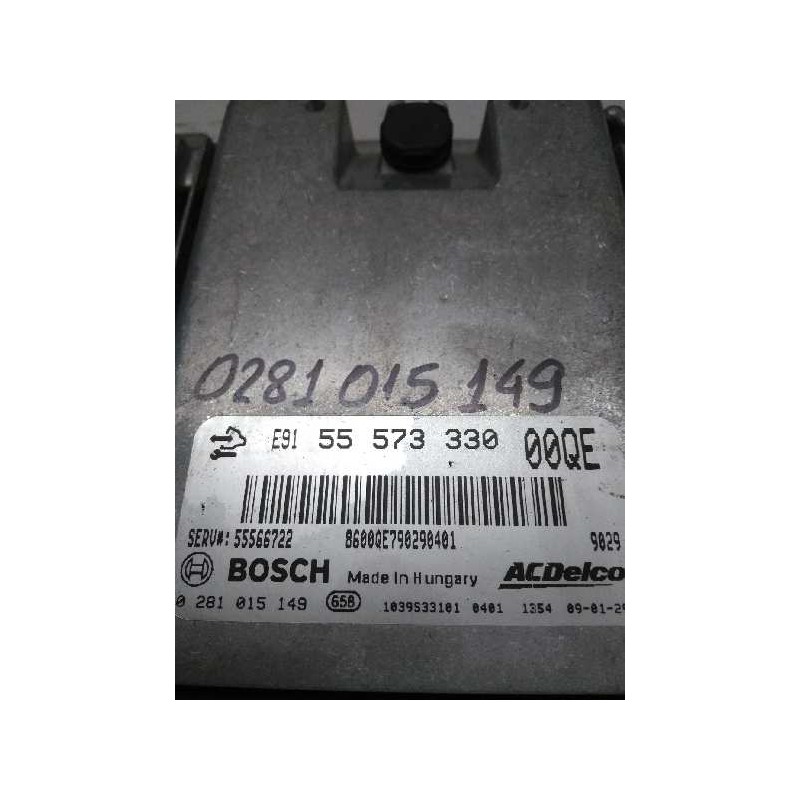 0281 015 149
E91 55 573 330 00QE
SERV#: 55566722 8600QE790290401 9029
BOSCH Made in Hungary ACDelco
0 281 015 149 658 1039S33101 0401 1354 09-01-29